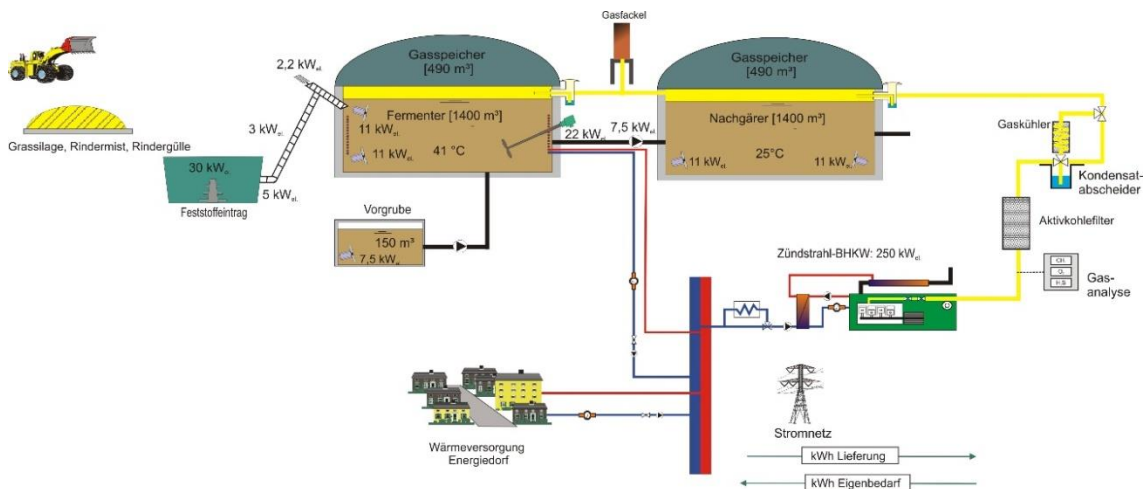 Gasfackel
Gasspeicher
[490 m³]
Gasspeicher
[490 m³]
2,2 kWel.
Fermenter [1400 m³]
Nachgärer [1400 m³]
11 kWel.
3 kWel.
22 kWel.
7,5 kWel.
Gaskühler
Grassilage, Rindermist, Rindergülle
11 kWel.
41 °C
11 kWel.
25°C
11 kWel.
30 kWel.
5 kWel.
Feststoffeintrag
Kondensat-
abscheider
Vorgrube
Aktivkohlefilter
150 m³
7,5 kWel.
Zündstrahl-BHKW: 250 kWel.
Gas-
analyse
Wärmeversorgung
Energiedorf
Stromnetz
kWh Lieferung
kWh Eigenbedarf